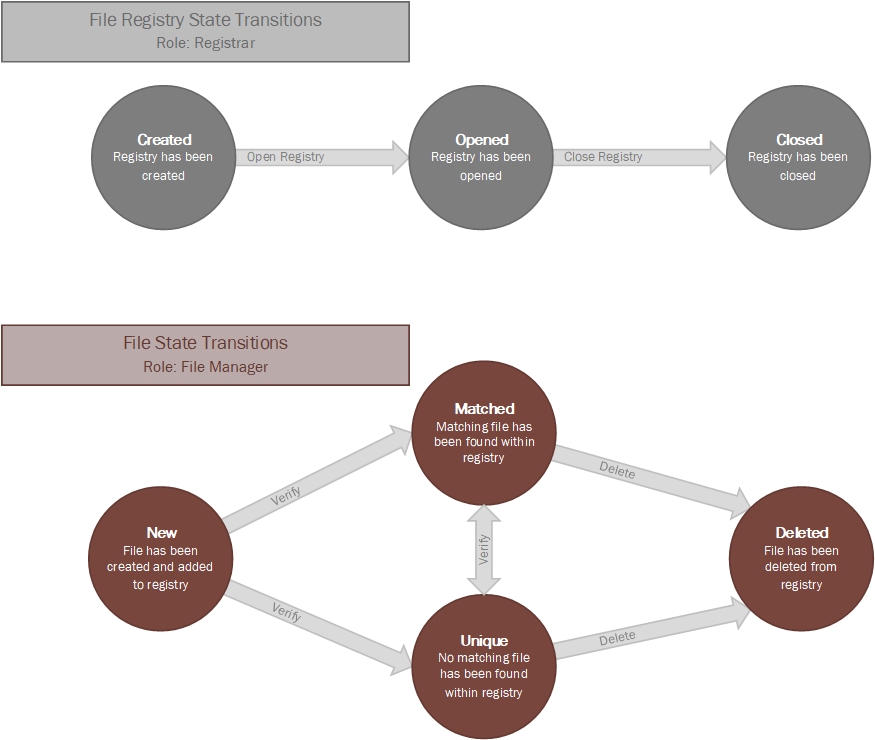 File Registry State Transitions
Role: Registrar
Created
Registry has been
created
Open Registry
Opened
Registry has been
opened
Close Registry
Closed
Registry has been
closed
File State Transitions
Role: File Manager
Matched
Matching file has
been found within
registry
Verify
Delete
New
File has been
created and added
to registry
Verify
Deleted
File has been
deleted from
registry
Verify
Unique
No matching file
has been found
within registry
Delete